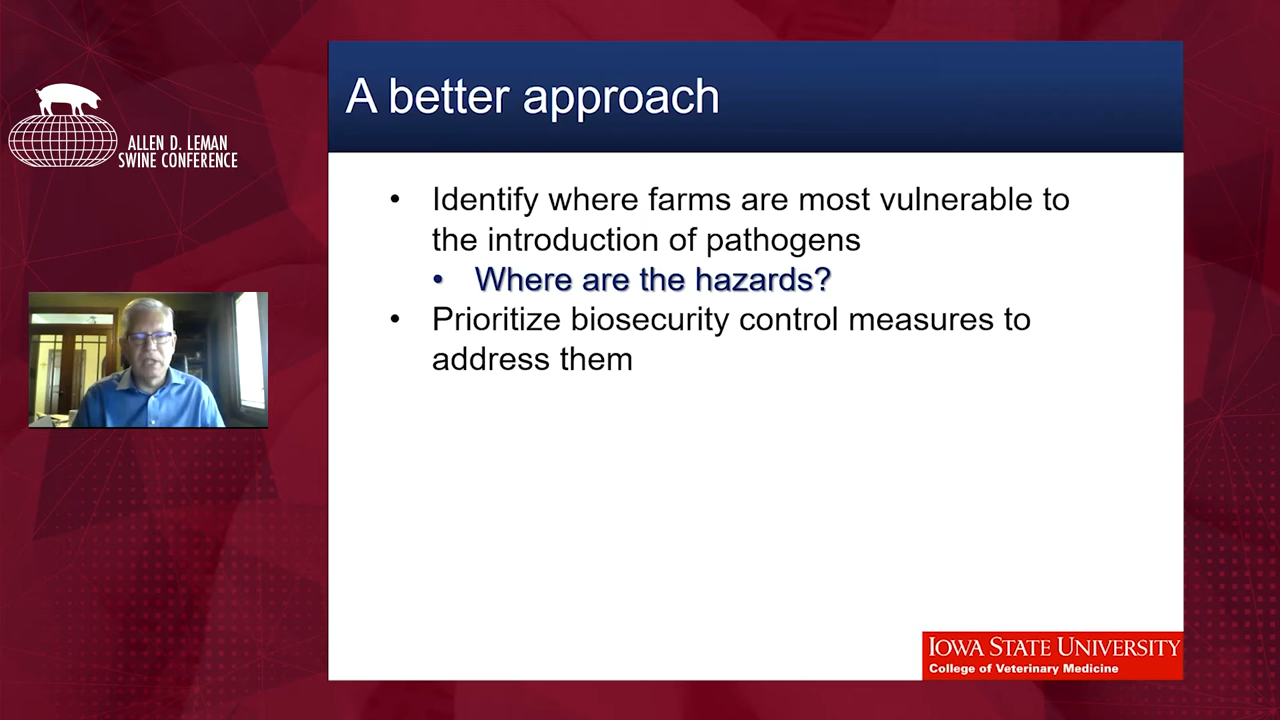 ALLEN D. LEMAN
SWINE CONFERENCE
A better approach
• Identify where farms are most vulnerable to
the introduction of pathogens
• Where are the hazards?
• Prioritize biosecurity control measures to
address them
IOWA STATE UNIVERSITY
College of Veterinary Medicine